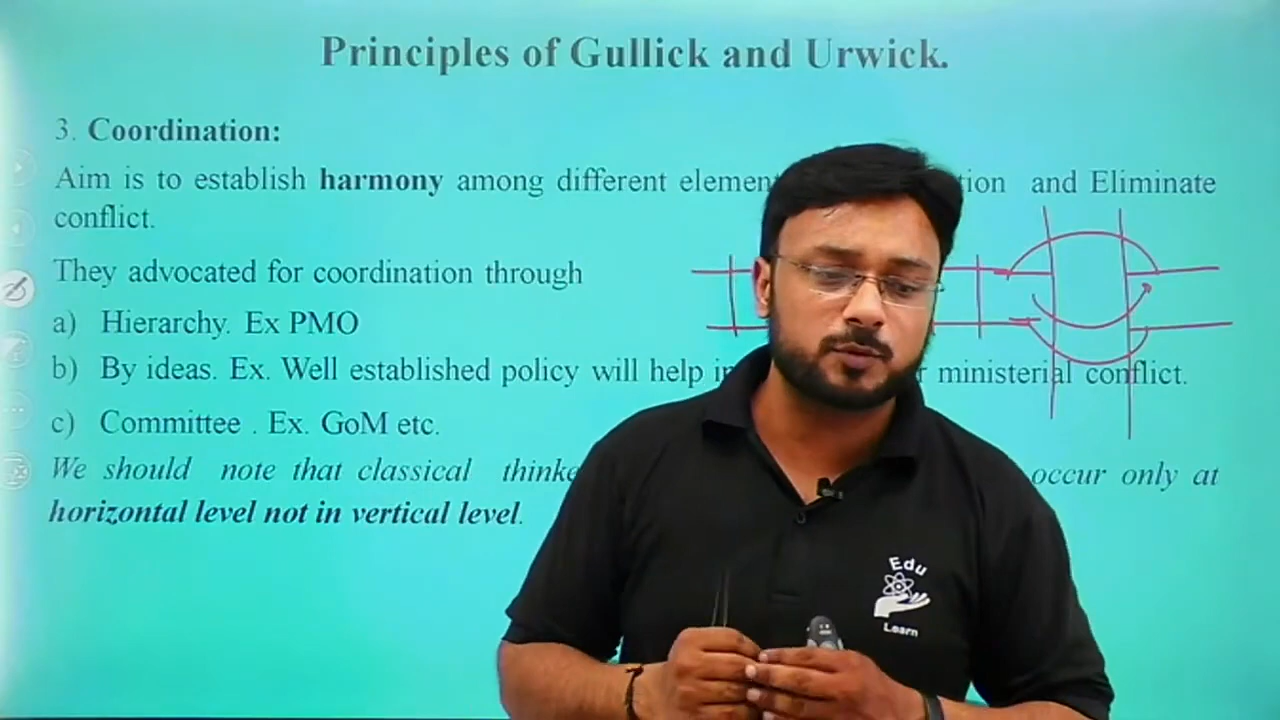 Principles of Gullick and Urwick.
3. Coordination:
Aim is to establish harmony among different and Eliminate
conflict.
They advocated for coordination through
a) Hierarchy. Ex PMO
b) By ideas. Ex. Well established policy will help ministerial conflict.
c) Committee . Ex. GoM etc.
We should note that classical occur only at
horizontal level not in vertical level.
Edu
Learn